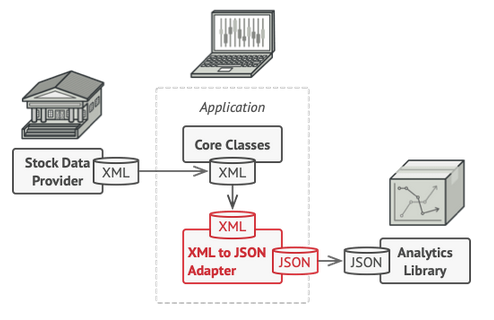 Application
Core Classes
Stock Data
Provider
XML
XML
XML
XML to JSON
Adapter
JSON
JSON
Analytics
Library